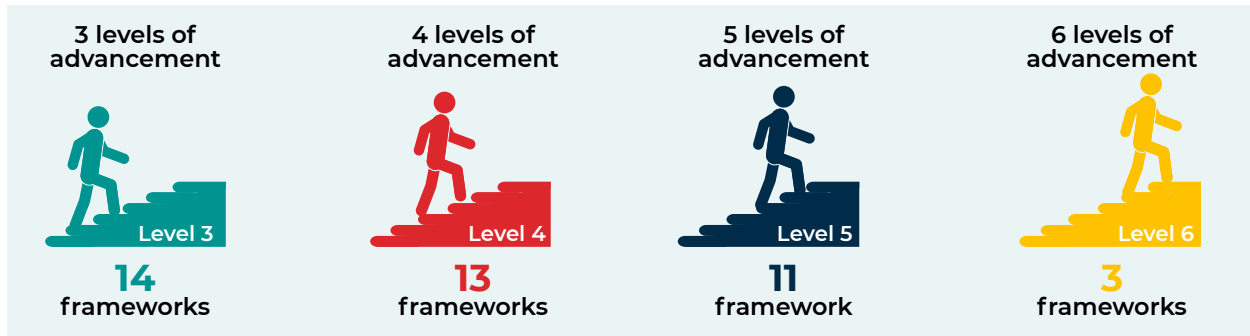 3 levels of
advancement
Level 3
14
frameworks
4 levels of
advancement
Level 4
13
frameworks
5 levels of
advancement
Level 5
11
framework
6 levels of
advancement
Level 6
3
frameworks